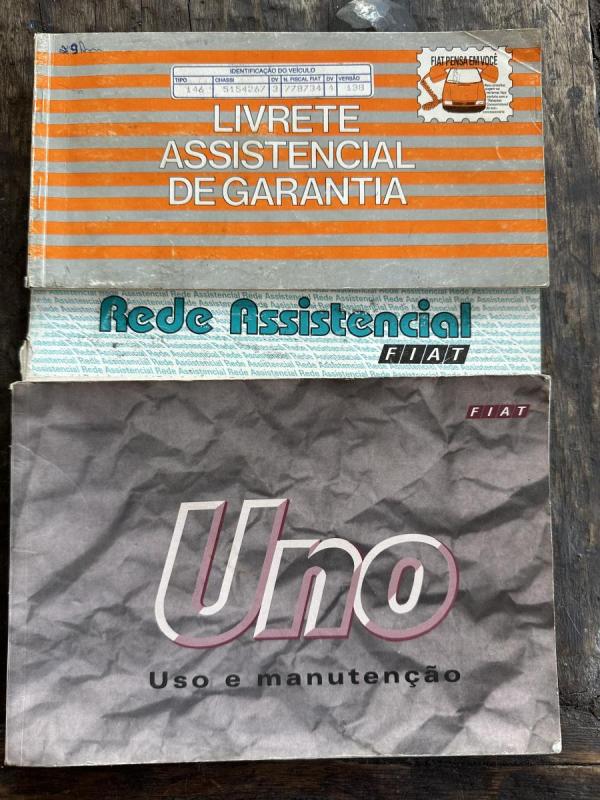 IDENTIFICAÇÃO DO VEÍCULO
TIPO CHASSI DV N. FISCAL FIAT DV VERSÃO
146 5154267 3 778734 4 138
FIAT PENSA EM VOCÊ
LIVRETE
ASSISTENCIAL
DE GARANTIA
Rede Assistencial
FIAT
FIAT
Uno
Uso e manutenção